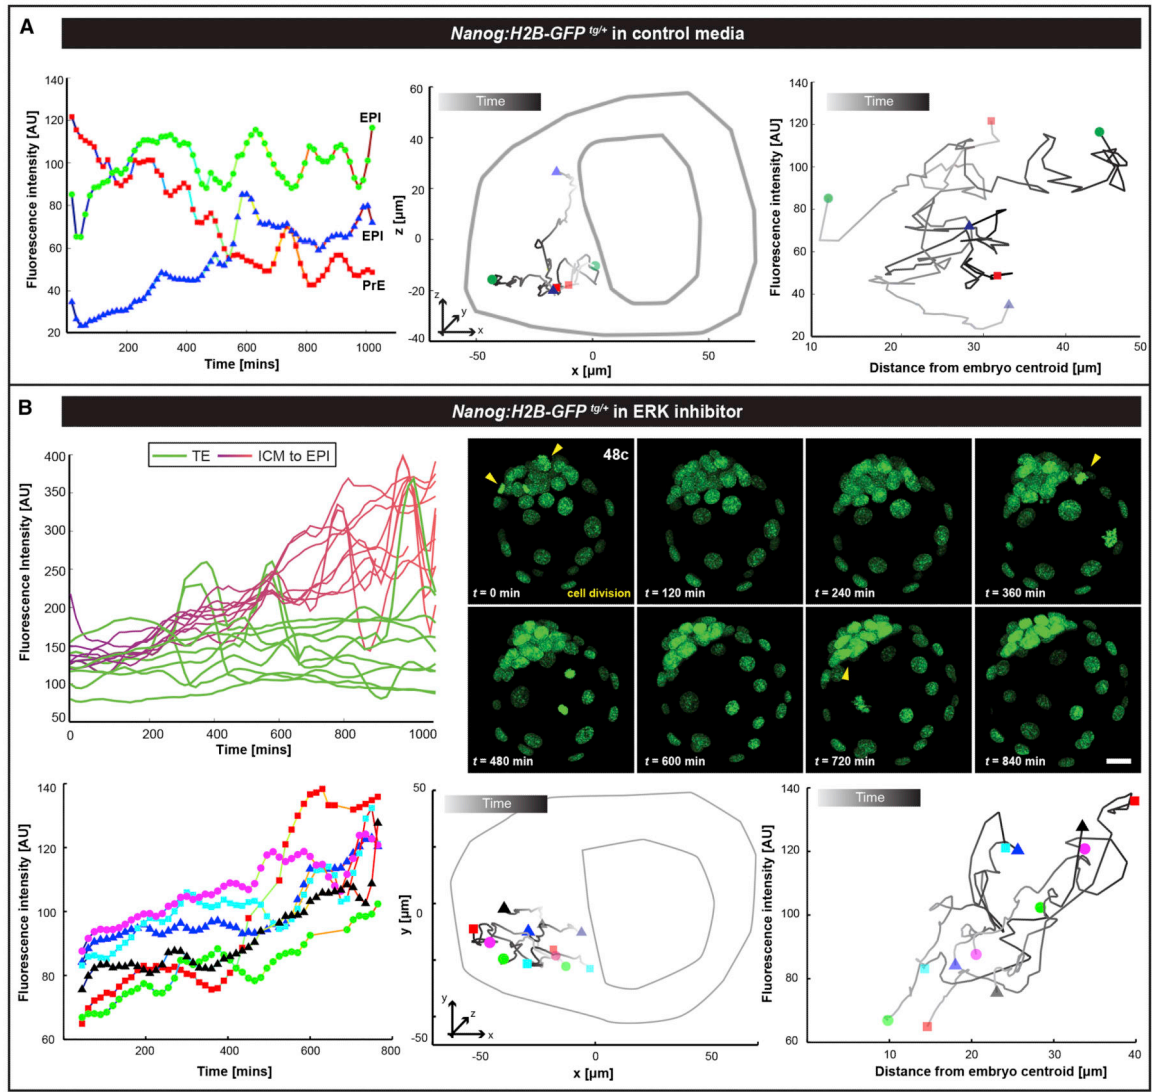 A
Nanog:H2B-GFP tg/+ in control media
Fluorescence intensity [AU]
140
120
100
80
60
40
20
EPI
EPI
PrE
200
400
600
800
1000
Time [mins]
Time
z [µm]
60
40
20
0
-20
-40
z
y
x
-50
0
50
x [µm]
Time
Fluorescence intensity [AU]
140
120
100
80
60
40
20
10
20
30
40
50
Distance from embryo centroid [µm]
B
Nanog:H2B-GFP tg/+ in ERK inhibitor
TE
ICM to EPI
Fluorescence Intensity [AU]
400
350
300
250
200
150
100
50
0
200
400
600
800
1000
Time [mins]
48c
t = 0 min
cell division
t = 120 min
t = 240 min
t = 360 min
t = 480 min
t = 600 min
t = 720 min
t = 840 min
Fluorescence intensity [AU]
140
120
100
80
60
200
400
600
800
Time [mins]
Time
y [µm]
50
0
-50
y
z
x
-50
0
50
x [µm]
Time
Fluorescence intensity [AU]
140
120
100
80
60
10
20
30
40
Distance from embryo centroid [µm]